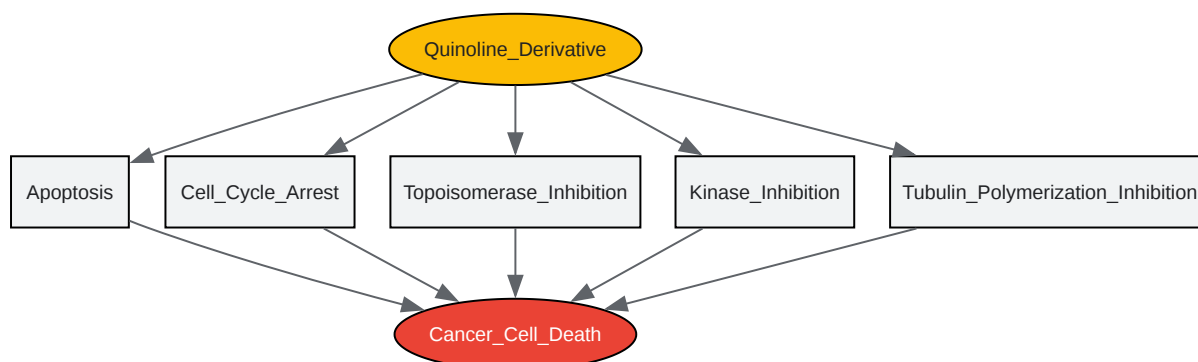 Quinoline_Derivative
Apoptosis
Cell_Cycle_Arrest
Topoisomerase_Inhibition
Kinase_Inhibition
Tubulin_Polymerization_Inhibition
Cancer_Cell_Death